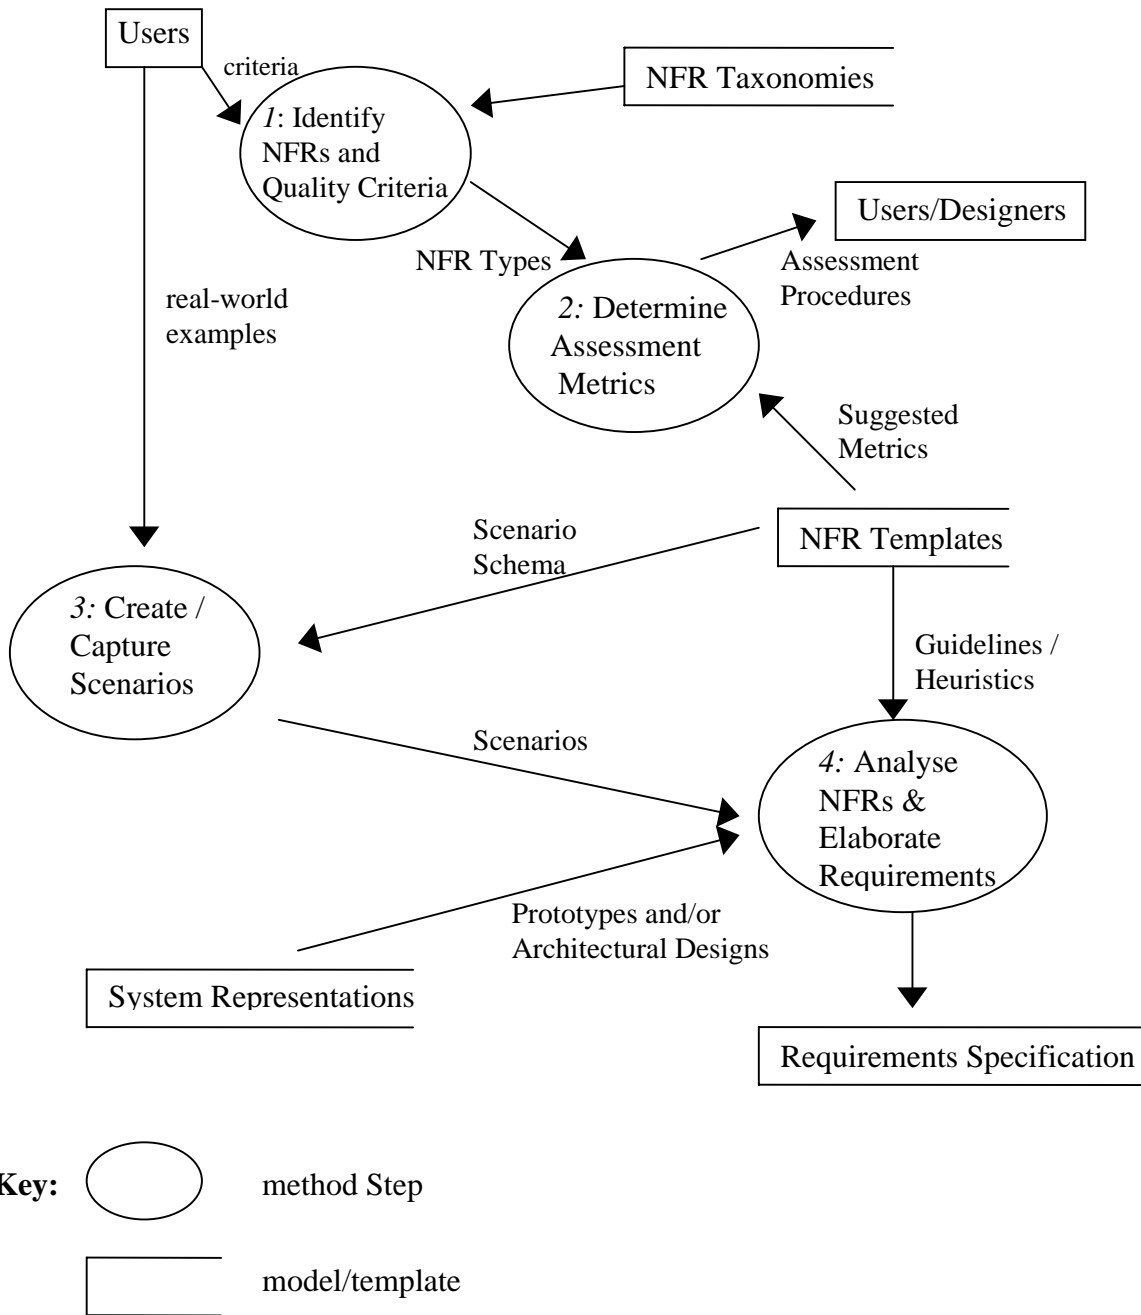 Users
criteria
NFR Taxonomies
1: Identify
NFRs and
Quality Criteria
Users/Designers
NFR Types
Assessment
Procedures
real-world
examples
2: Determine
Assessment
Metrics
Suggested
Metrics
Scenario
Schema
NFR Templates
3: Create /
Capture
Scenarios
Guidelines /
Heuristics
Scenarios
4: Analyse
NFRs &
Elaborate
Requirements
Prototypes and/or
Architectural Designs
System Representations
Requirements Specification
Key:
method Step
model/template